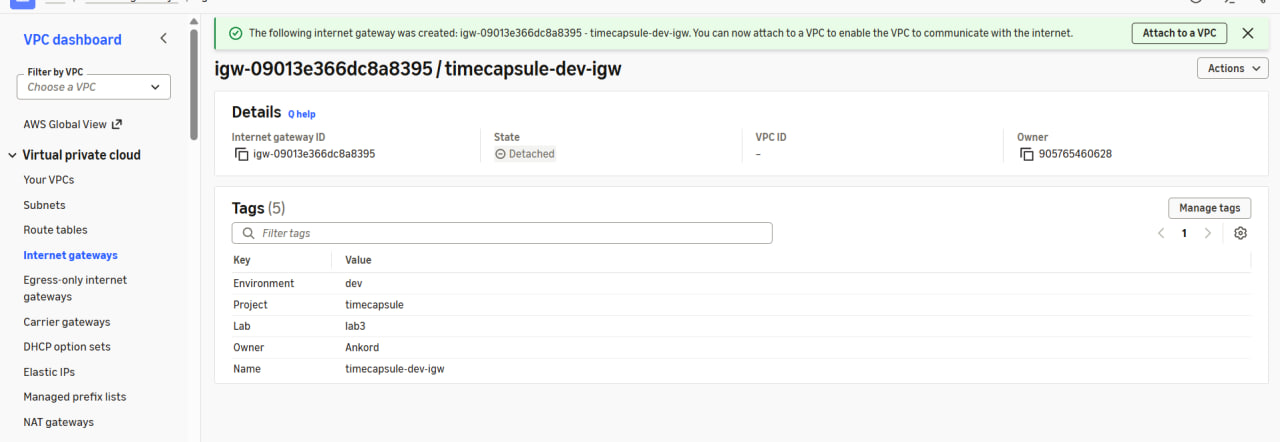 The following internet gateway was created: igw-09013e366dc8a8395 - timecapsule-dev-igw. You can now attach to a VPC to enable the VPC to communicate with the internet.
Attach to a VPC
VPC dashboard
Filter by VPC
Choose a VPC
AWS Global View
Virtual private cloud
Your VPCs
Subnets
Route tables
Internet gateways
Egress-only internet
gateways
Carrier gateways
DHCP option sets
Elastic IPs
Managed prefix lists
NAT gateways
igw-09013e366dc8a8395 / timecapsule-dev-igw
Actions
Details Q help
Internet gateway ID State VPC ID Owner
igw-09013e366dc8a8395 Detached – 905765460628
Tags (5)
Manage tags
Filter tags
1
Key Value
Environment dev
Project timecapsule
Lab lab3
Owner Ankord
Name timecapsule-dev-igw